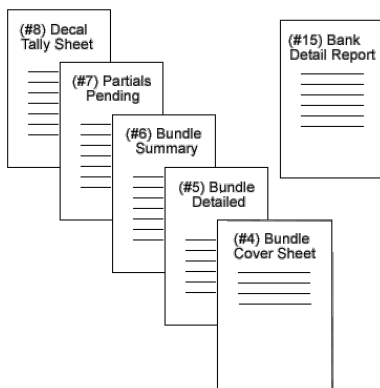 (#8) Decal
Tally Sheet
(#15) Bank
Detail Report
(#7) Partials
Pending
(#6) Bundle
Summary
(#5) Bundle
Detailed
(#4) Bundle
Cover Sheet